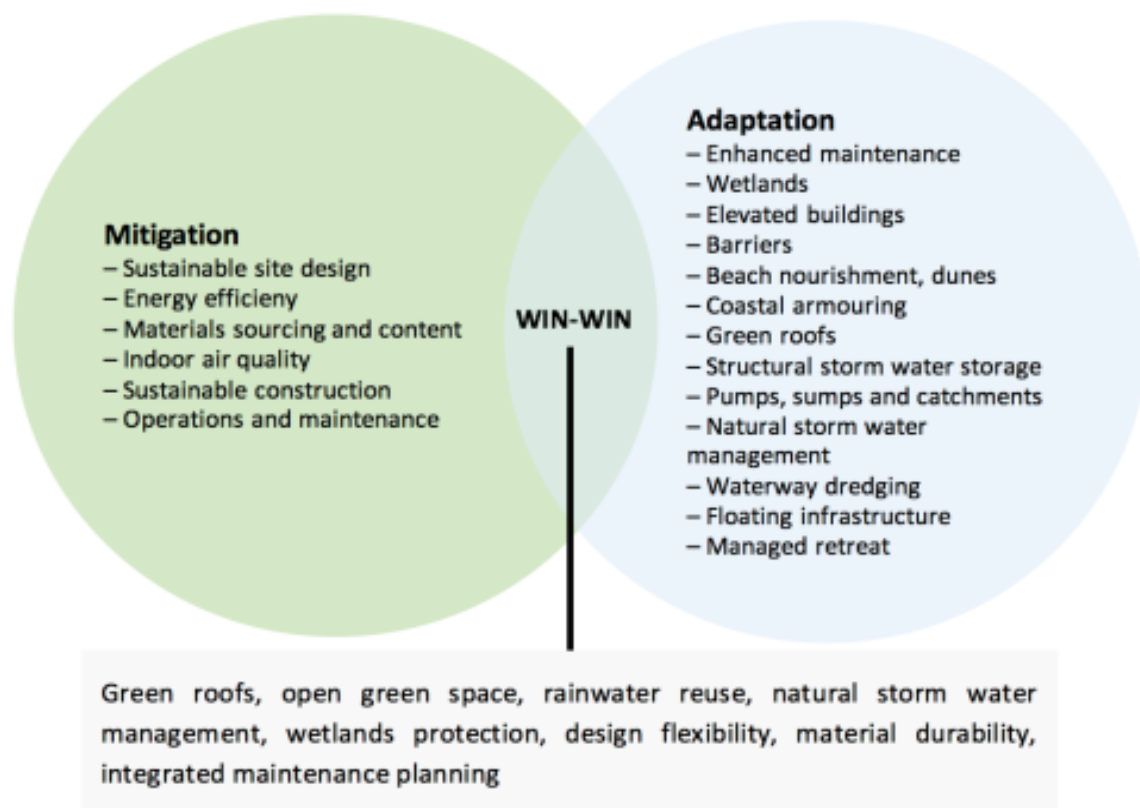 Mitigation
– Sustainable site design
– Energy efficieny
– Materials sourcing and content
– Indoor air quality
– Sustainable construction
– Operations and maintenance
WIN-WIN
Adaptation
– Enhanced maintenance
– Wetlands
– Elevated buildings
– Barriers
– Beach nourishment, dunes
– Coastal armouring
– Green roofs
– Structural storm water storage
– Pumps, sumps and catchments
– Natural storm water
management
– Waterway dredging
– Floating infrastructure
– Managed retreat
Green roofs, open green space, rainwater reuse, natural storm water
management, wetlands protection, design flexibility, material durability,
integrated maintenance planning